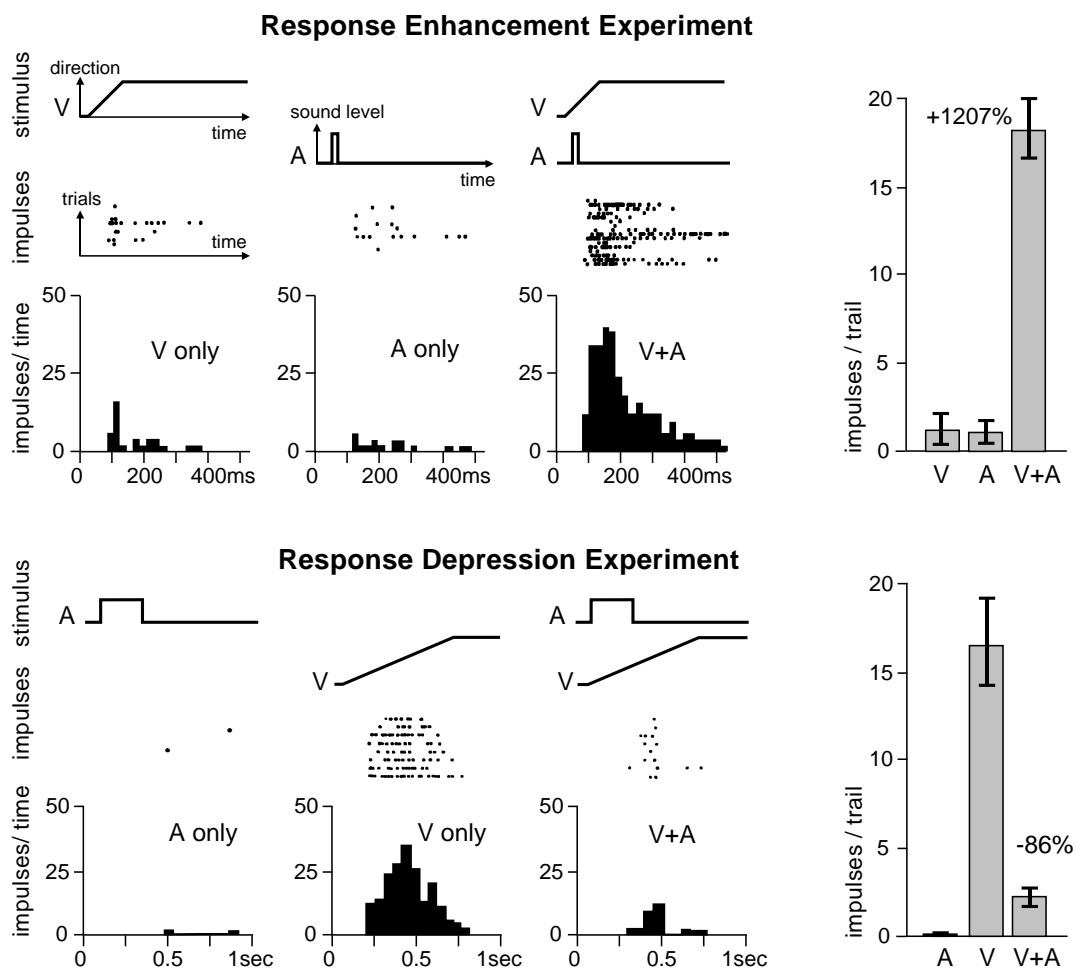 Response Enhancement Experiment
stimulus
direction
V
time
sound level
A
time
V
A
impulses
trials
time
impulses/ time
50
25
0
V only
0
200
400ms
50
25
0
A only
0
200
400ms
50
25
0
V+A
0
200
400ms
impulses / trail
20
15
10
5
0
+1207%
V
A
V+A
Response Depression Experiment
stimulus
A
V
A
V
impulses
impulses/ time
50
25
0
A only
0
0.5
1sec
50
25
0
V only
0
0.5
1sec
50
25
0
V+A
0
0.5
1sec
impulses / trail
20
15
10
5
0
-86%
A
V
V+A